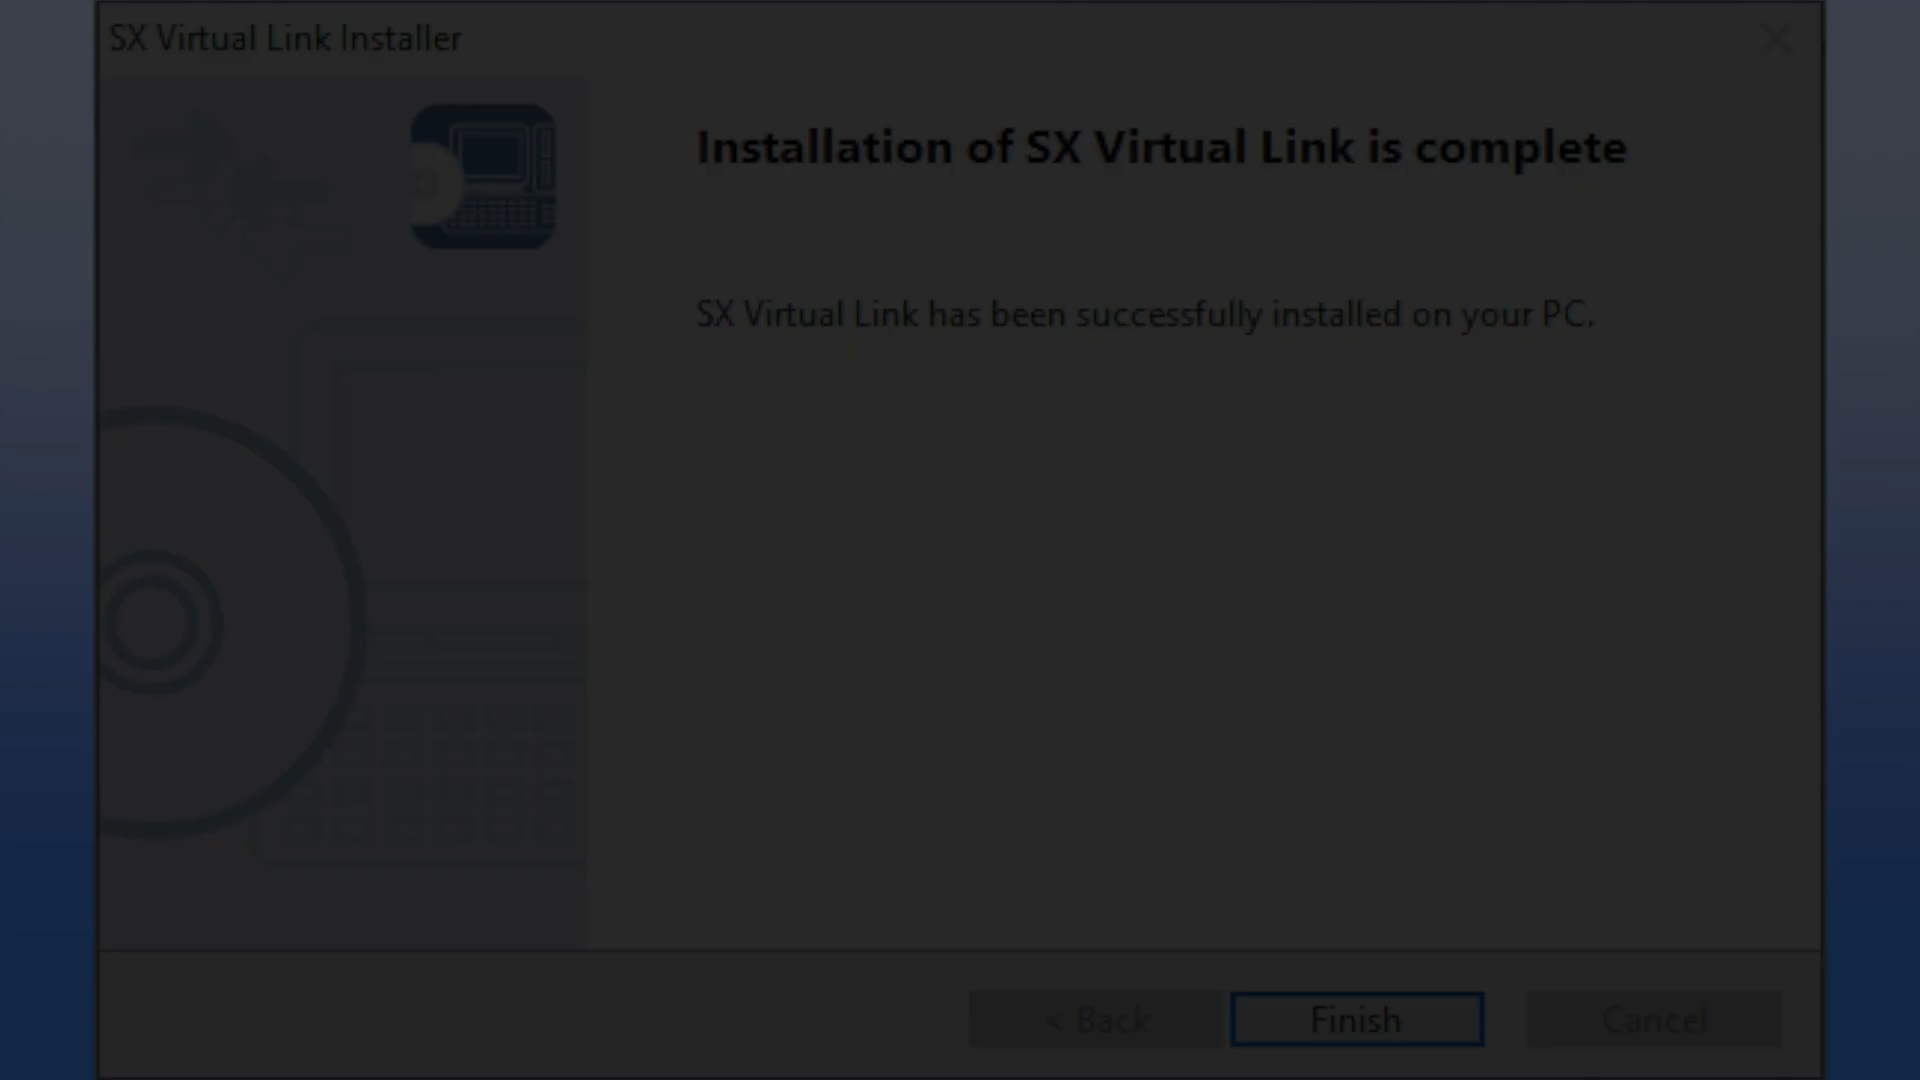 SX Virtual Link Installer
Installation of SX Virtual Link is complete
SX Virtual Link has been successfully installed on your PC.
< Back
Finish
Cancel